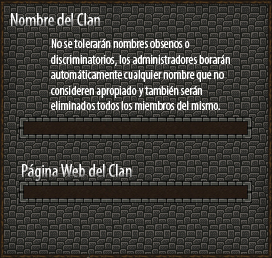 Nombre del Clan
No se tolerarán nombres obsenos o
discriminatorios, los administradores borarán
automáticamente cualquier nombre que no
consideren apropiado y también serán
eliminados todos los miembros del mismo.
Página Web del Clan